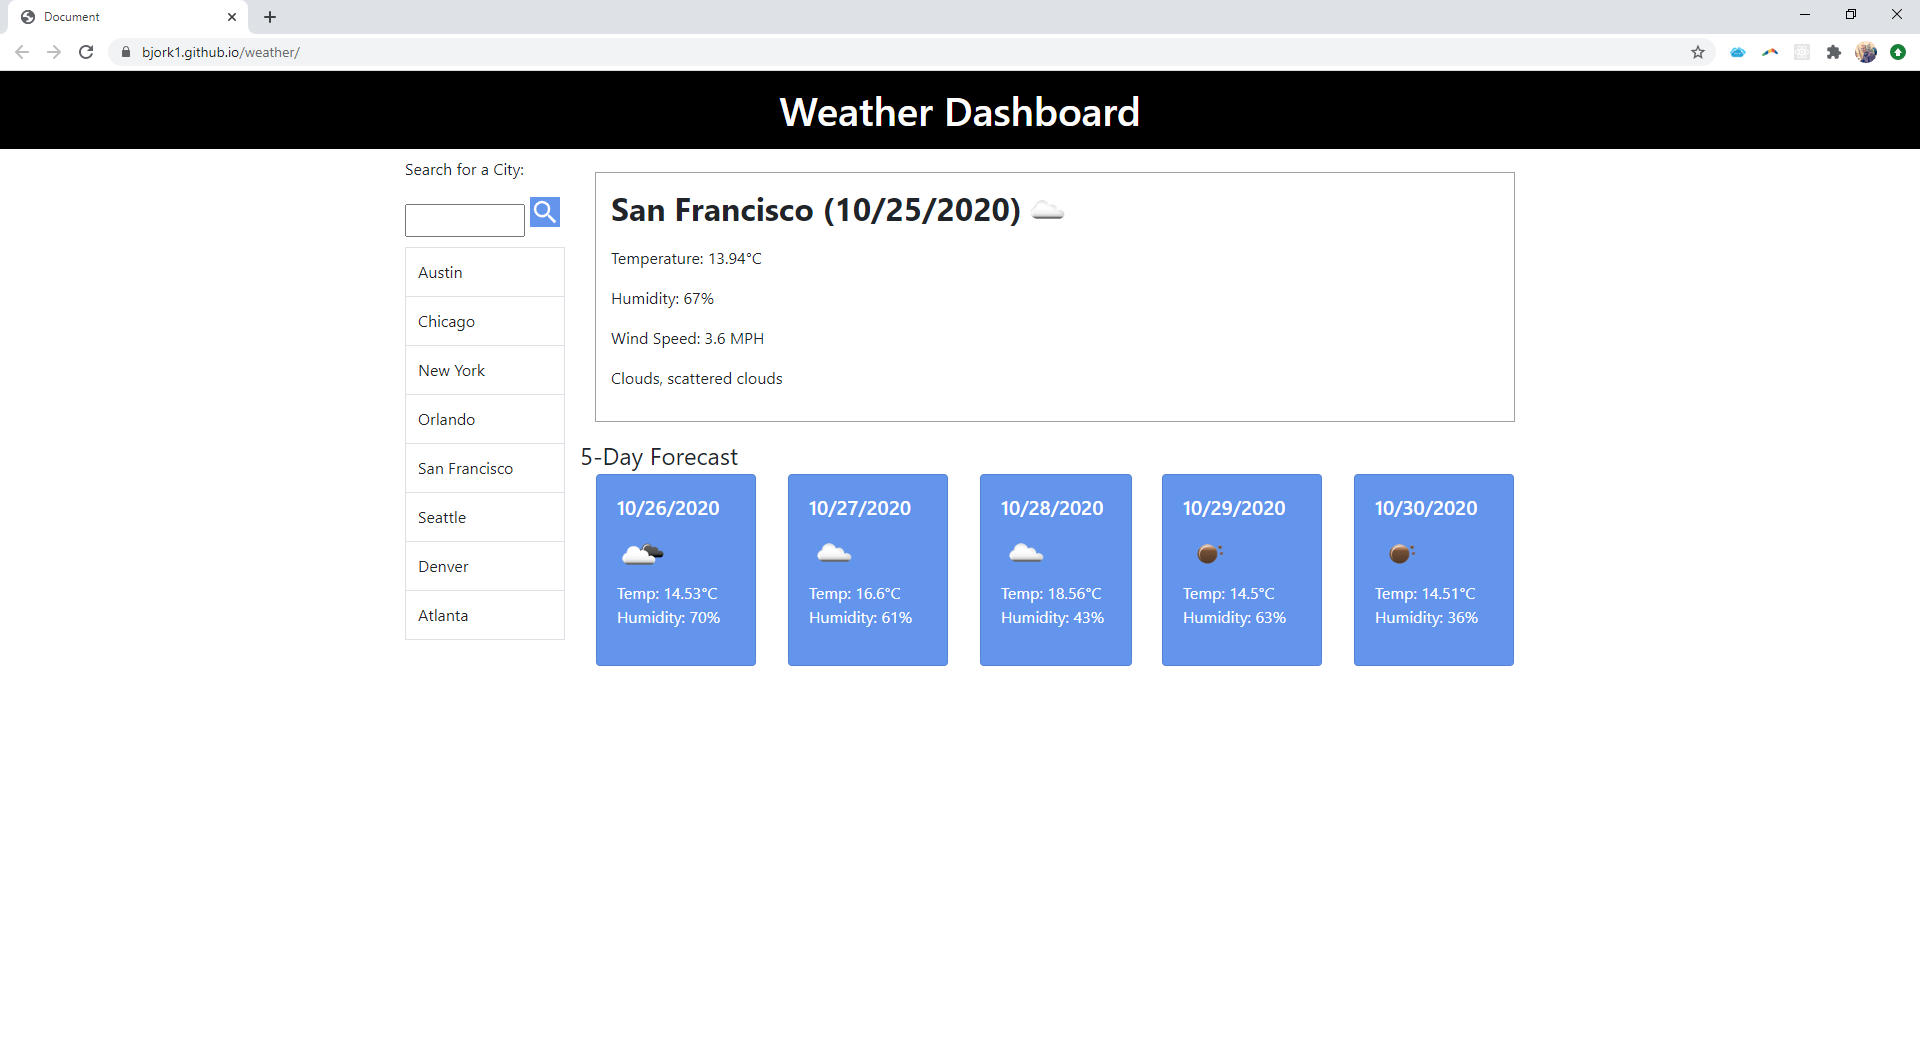 Document
bjork1.github.io/weather/
Weather Dashboard
Search for a City:
Austin
Chicago
New York
Orlando
San Francisco
Seattle
Denver
Atlanta
San Francisco (10/25/2020)
Temperature: 13.94°C
Humidity: 67%
Wind Speed: 3.6 MPH
Clouds, scattered clouds
5-Day Forecast
10/26/2020
Temp: 14.53°C
Humidity: 70%
10/27/2020
Temp: 16.6°C
Humidity: 61%
10/28/2020
Temp: 18.56°C
Humidity: 43%
10/29/2020
Temp: 14.5°C
Humidity: 63%
10/30/2020
Temp: 14.51°C
Humidity: 36%